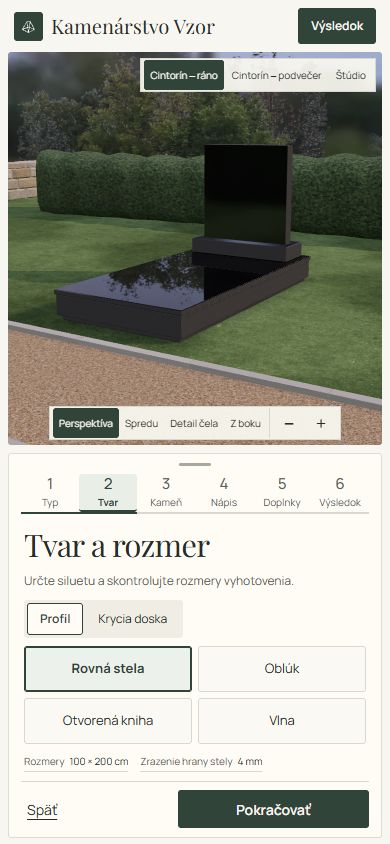 Kamenárstvo Vzor
Výsledok
Cintorín – ráno
Cintorín – podvečer
Štúdio
Perspektíva
Spredu
Detail čela
Z boku
−
+
1
Typ
2
Tvar
3
Kameň
4
Nápis
5
Doplnky
6
Výsledok
Tvar a rozmer
Určte siluetu a skontrolujte rozmery vyhotovenia.
Profil
Krycia doska
Rovná stela
Oblúk
Otvorená kniha
Vlna
Rozmery 100 × 200 cm
Zrazenie hrany stely 4 mm
Späť
Pokračovať